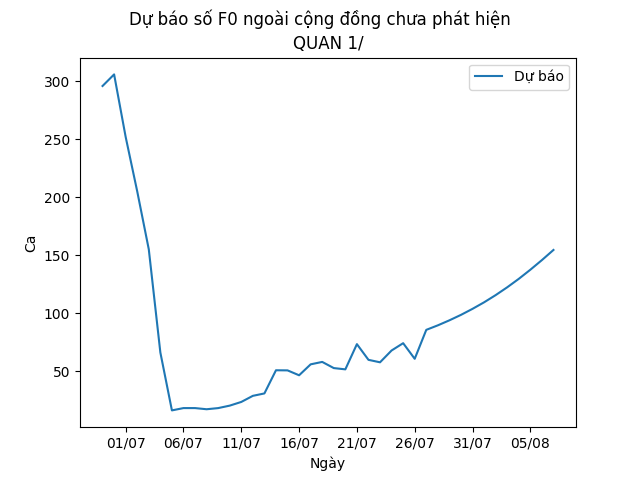 Dự báo số F0 ngoài cộng đồng chưa phát hiện
QUAN 1/
Dự báo
300
250
200
150
100
50
Ca
01/07 06/07 11/07 16/07 21/07 26/07 31/07 05/08
Ngày